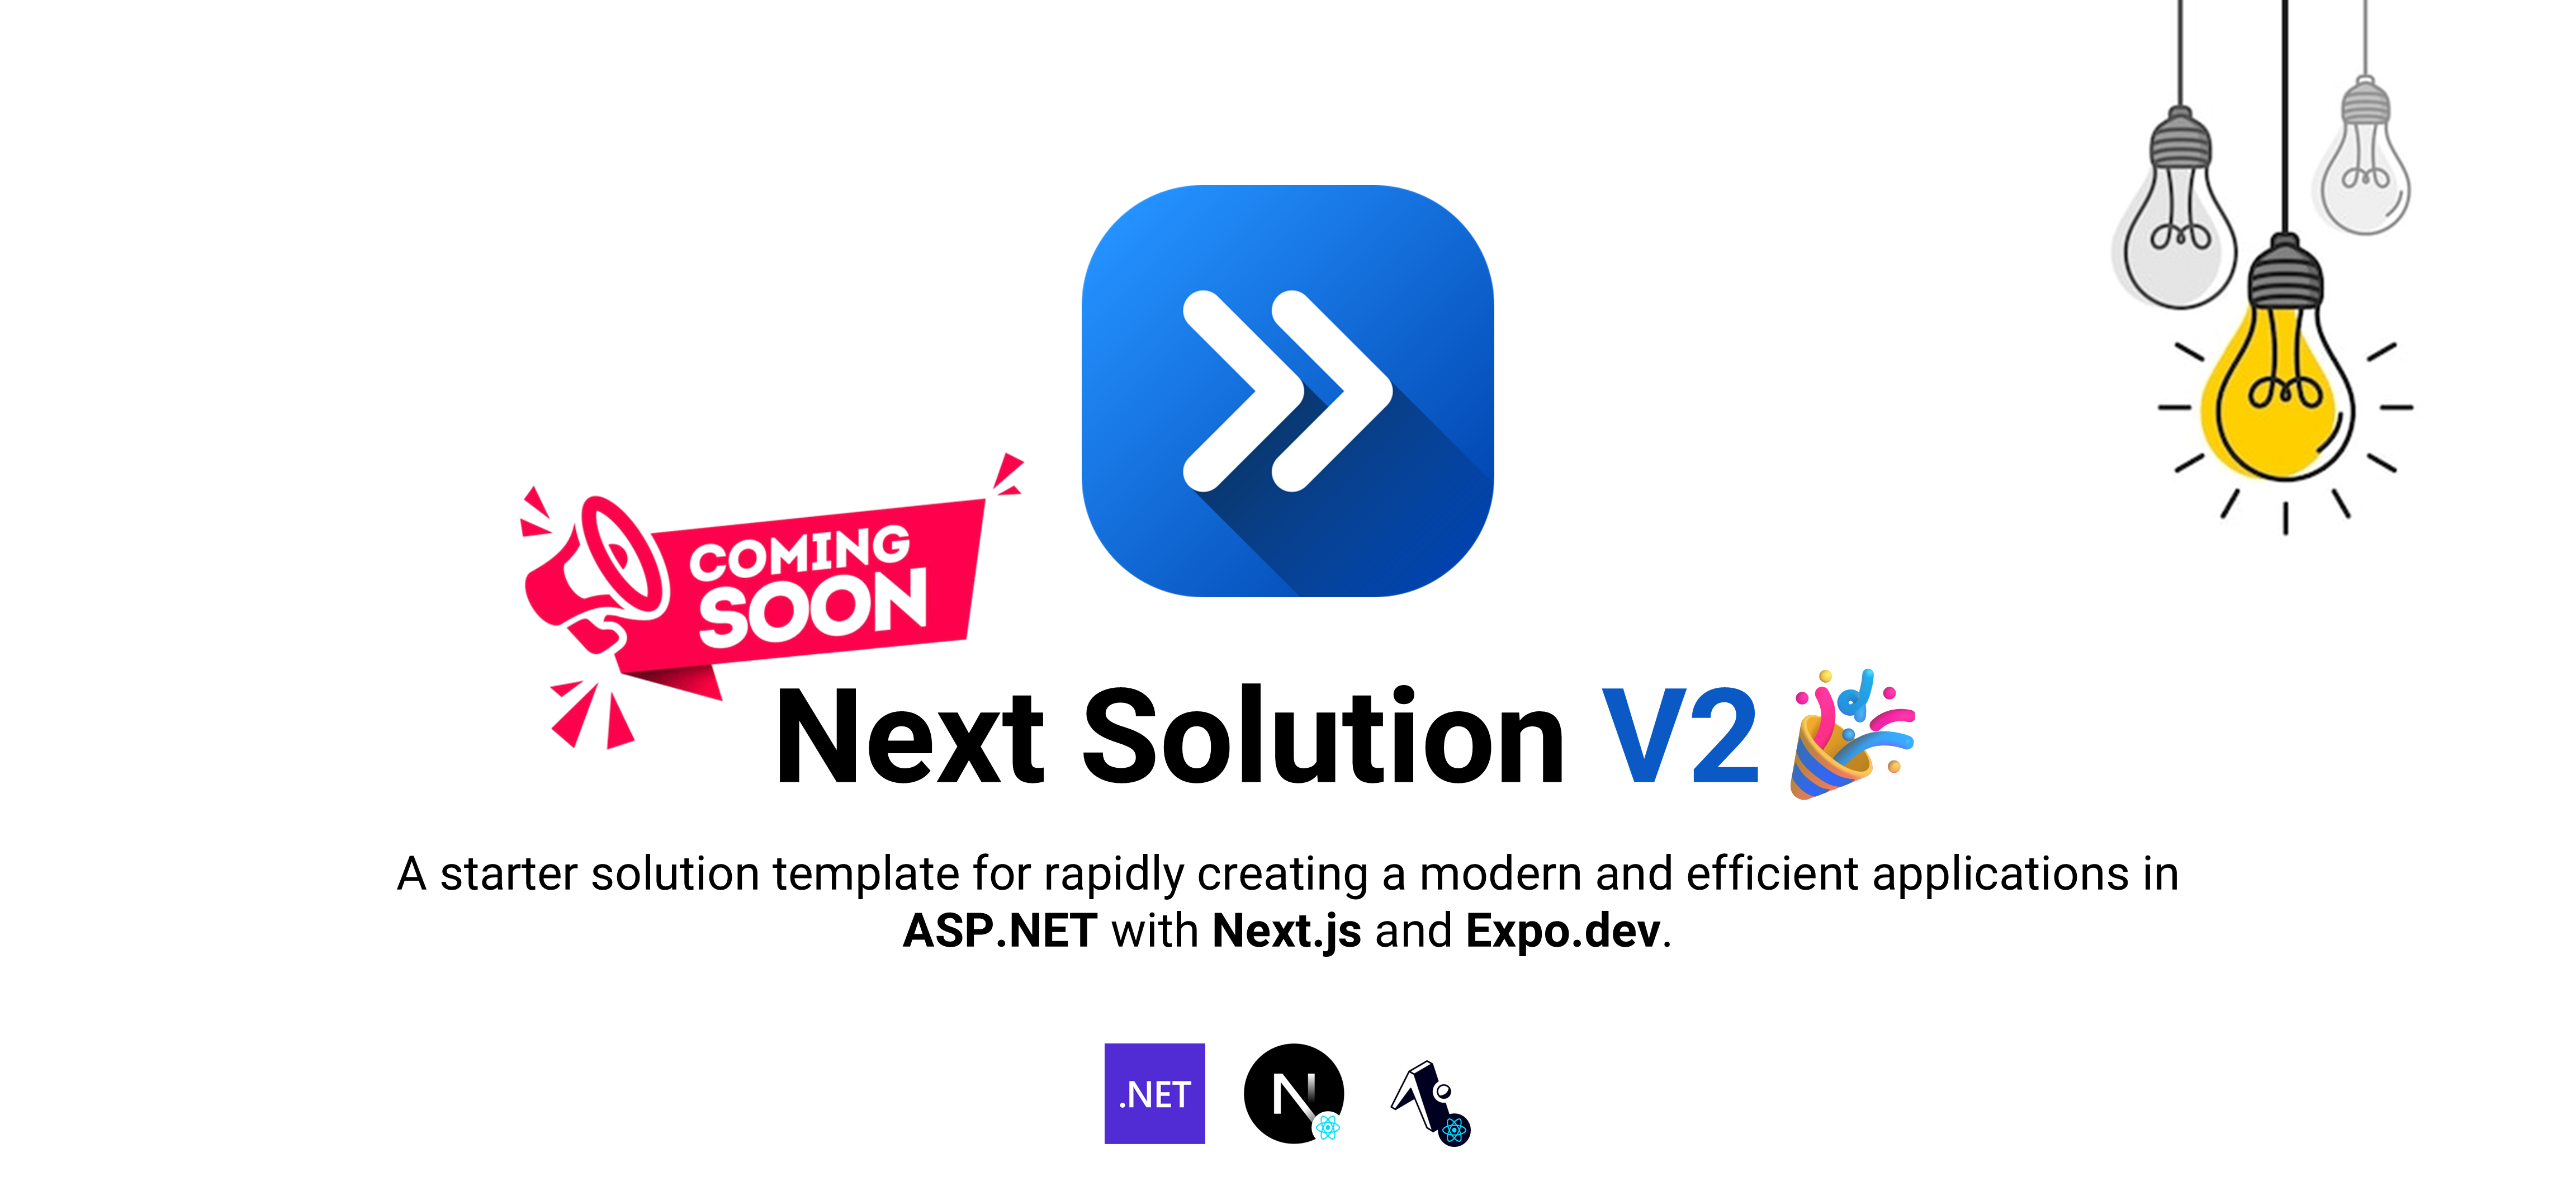 COMING
SOON
Next Solution V2
A starter solution template for rapidly creating a modern and efficient applications in
ASP.NET with Next.js and Expo.dev.
.NET
N